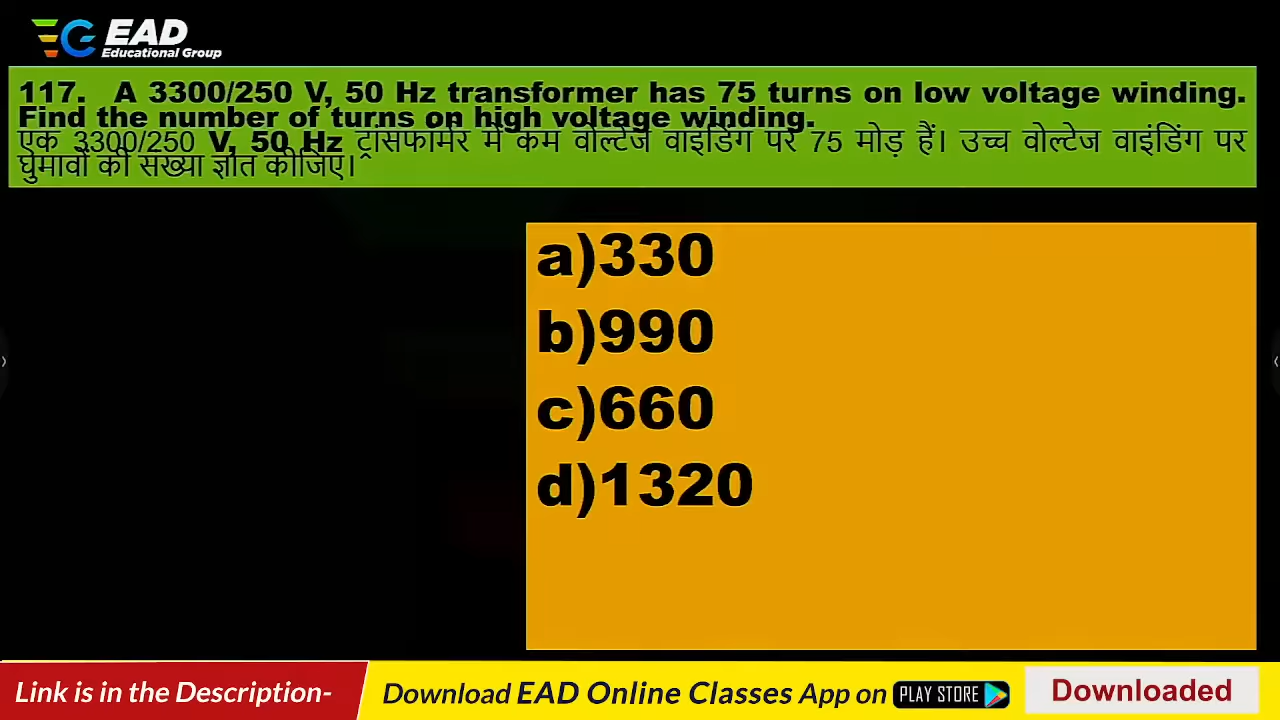 EAD
Educational Group
117. A 3300/250 V, 50 Hz transformer has 75 turns on low voltage winding.
Find the number of turns on high voltage winding.
एक 3300/250 V, 50 Hz ट्रांसफॉर्मर में कम वोल्टेज वाइंडिंग पर 75 मोड़ हैं। उच्च वोल्टेज वाइंडिंग पर
घुमावों की संख्या ज्ञात कीजिए।
a)330
b)990
c)660
d)1320
Link is in the Description-
Download EAD Online Classes App on PLAY STORE
Downloaded